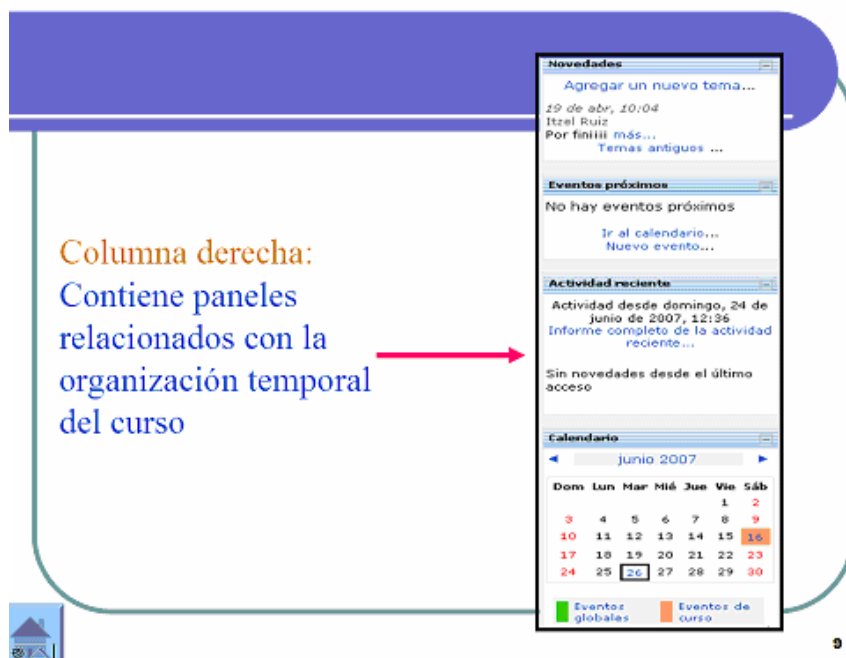 Columna derecha:
Contiene paneles
relacionados con la
organización temporal
del curso
Novedades
Agregar un nuevo tema...
19 de abr, 10:04
Itzel Ruiz
Por finiiii más...
Temas antiguos ...
Eventos próximos
No hay eventos próximos
Ir al calendario...
Nuevo evento...
Actividad reciente
Actividad desde domingo, 24 de
junio de 2007, 12:36
Informe completo de la actividad
reciente...
Sin novedades desde el último
acceso
Calendario
junio 2007
Dom Lun Mar Mié Jue Vie Sáb
1 2
3 4 5 6 7 8 9
10 11 12 13 14 15 16
17 18 19 20 21 22 23
24 25 26 27 28 29 30
Eventos globales Eventos de curso
9